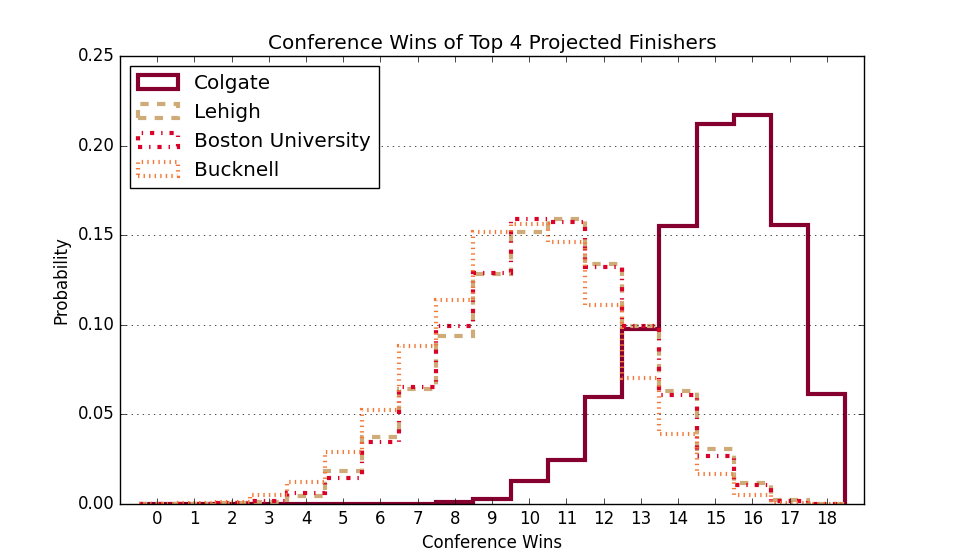 Conference Wins of Top 4 Projected Finishers
0.25
0.20
0.15
0.10
0.05
0.00
Probability
Colgate
Lehigh
Boston University
Bucknell
0 1 2 3 4 5 6 7 8 9 10 11 12 13 14 15 16 17 18
Conference Wins